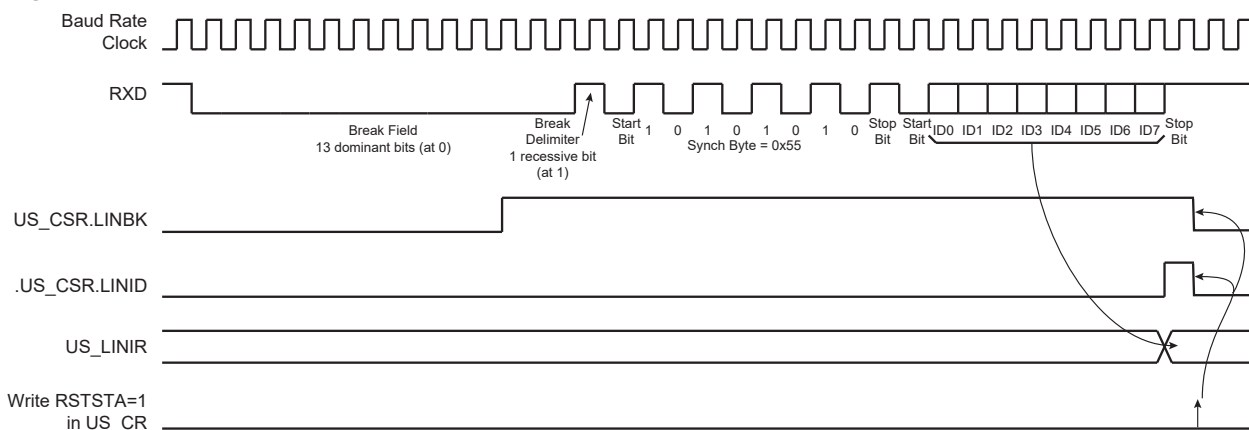 Baud Rate
Clock
RXD
Break Field
13 dominant bits (at 0)
Break
Delimiter
1 recessive bit
(at 1)
Start
Bit
1 0 1 0 1 0 1 0
Synch Byte = 0x55
Stop
Bit
Start
Bit
ID0 ID1 ID2 ID3 ID4 ID5 ID6 ID7
Stop
Bit
US_CSR.LINBK
.US_CSR.LINID
US_LINIR
Write RSTSTA=1
in US_CR